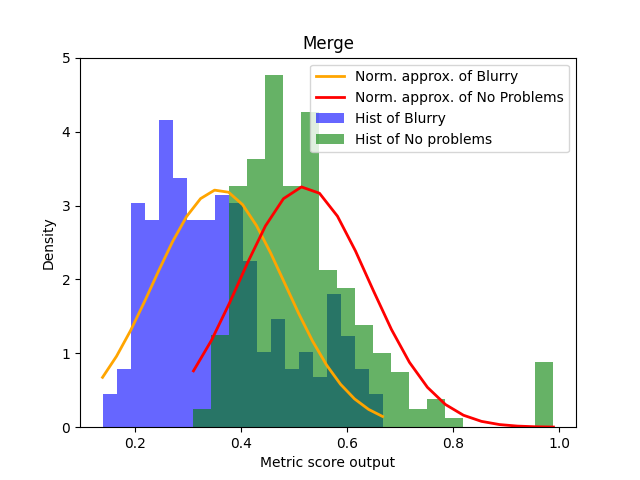 Merge
Norm. approx. of Blurry
Norm. approx. of No Problems
Hist of Blurry
Hist of No problems
5
4
3
2
1
0
Density
0.2 0.4 0.6 0.8 1.0
Metric score output